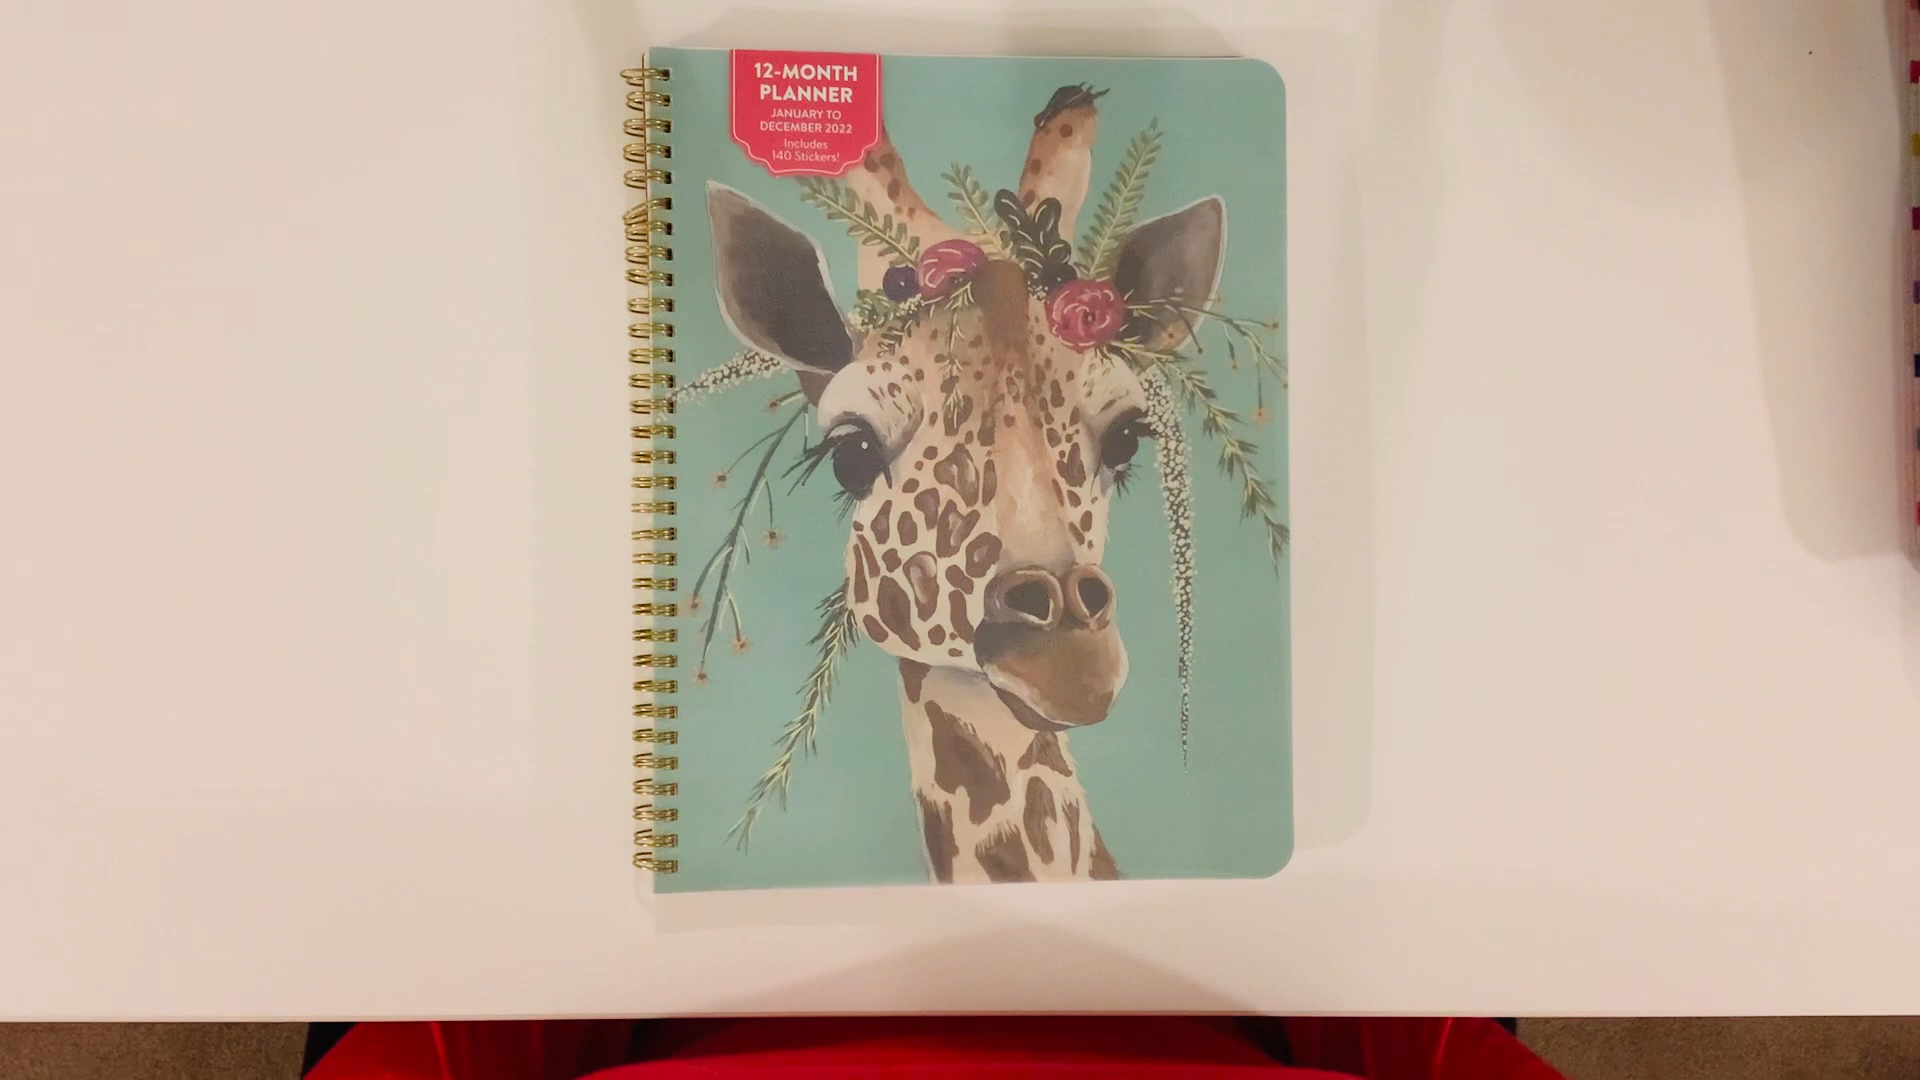 12-MONTH
PLANNER
JANUARY TO
DECEMBER 2022
Includes
140 Stickers!